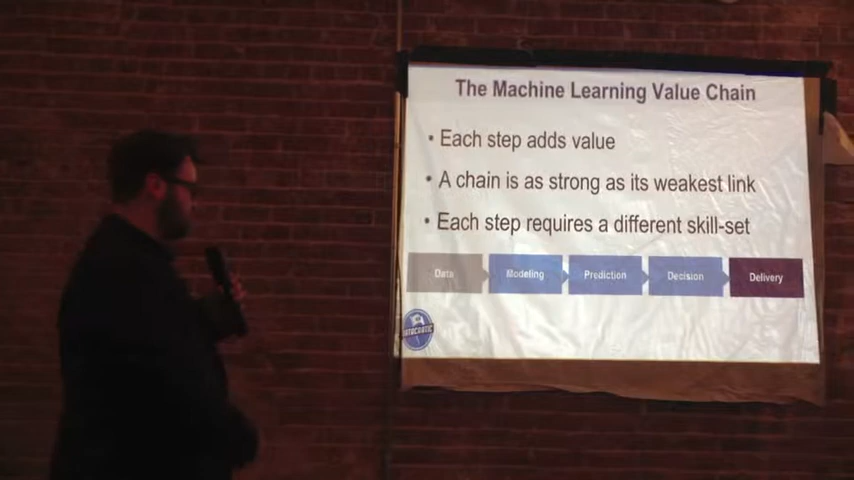 The Machine Learning Value Chain
• Each step adds value
• A chain is as strong as its weakest link
• Each step requires a different skill-set
Data Modeling Prediction Decision Delivery